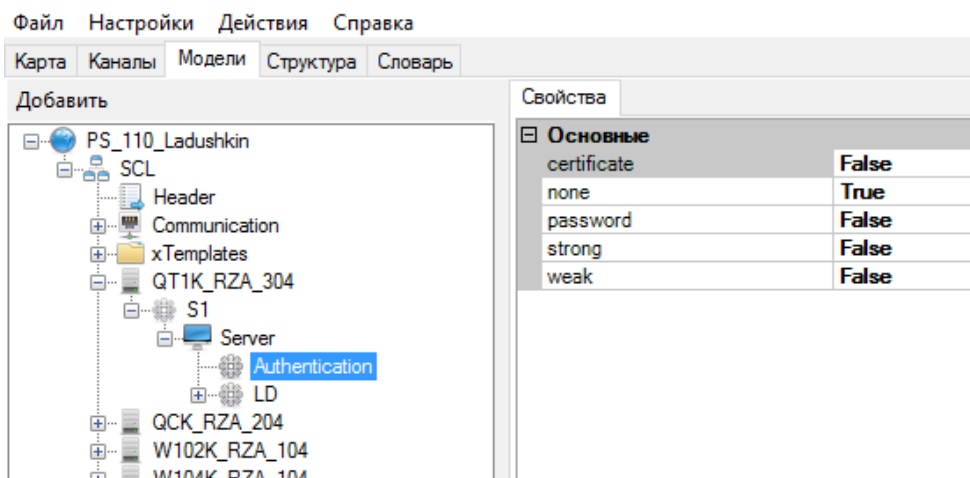 Файл Настройки Действия Справка
Карта Каналы Модели Структура Словарь
Добавить
Свойства
PS_110_Ladushkin
SCL
Header
Communication
xTemplates
QT1K_RZA_304
S1
Server
Authentication
LD
QCK_RZA_204
W102K_RZA_104
W104K_RZA_104
Основные
certificate False
none True
password False
strong False
weak False